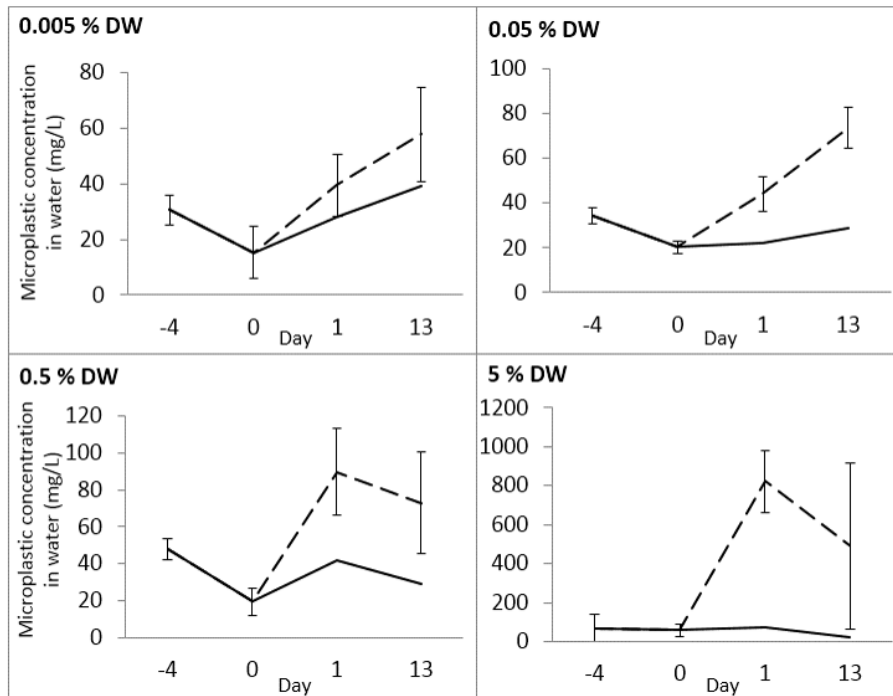 0.005 % DW
Microplastic concentration
in water (mg/L)
80
60
40
20
0
-4 0 1 13
Day
0.05 % DW
100
80
60
40
20
0
-4 0 1 13
Day
0.5 % DW
Microplastic concentration
in water (mg/L)
120
100
80
60
40
20
0
-4 0 1 13
Day
5 % DW
1200
1000
800
600
400
200
0
-4 0 1 13
Day